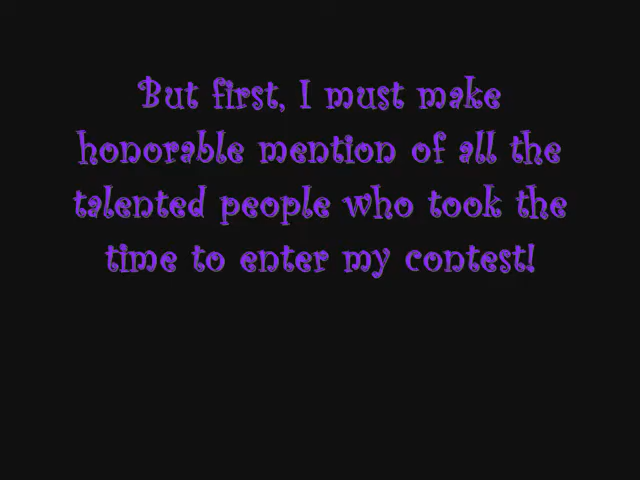 But first, I must make
honorable mention of all the
talented people who took the
time to enter my contest!